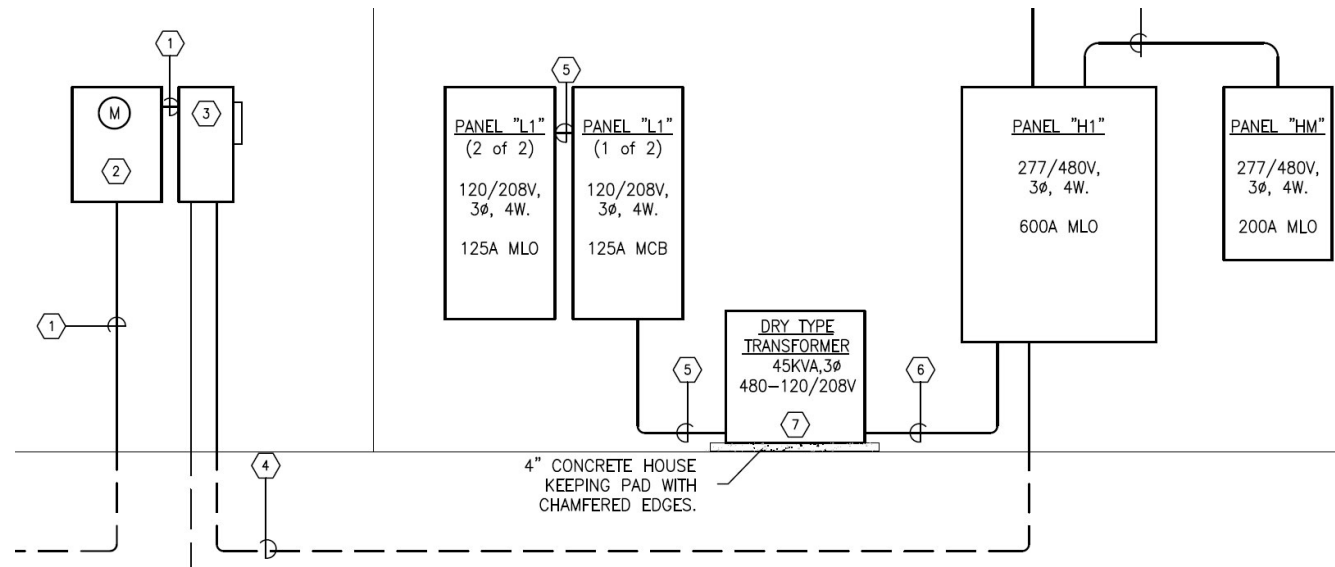 1
M
2
3
1
4
PANEL "L1"
(2 of 2)
120/208V,
3ø, 4W.
125A MLO
5
PANEL "L1"
(1 of 2)
120/208V,
3ø, 4W.
125A MCB
5
DRY TYPE
TRANSFORMER
45KVA,3ø
480-120/208V
7
6
4" CONCRETE HOUSE
KEEPING PAD WITH
CHAMFERED EDGES.
PANEL "H1"
277/480V,
3ø, 4W.
600A MLO
PANEL "HM"
277/480V,
3ø, 4W.
200A MLO